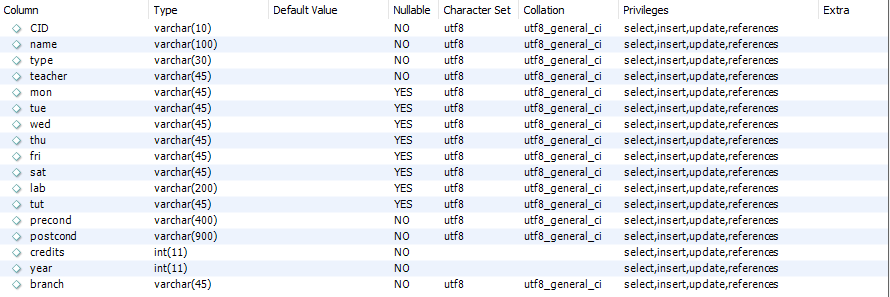 Column Type Default Value Nullable Character Set Collation Privileges Extra
CID varchar(10) NO utf8 utf8_general_ci select,insert,update,references
name varchar(100) NO utf8 utf8_general_ci select,insert,update,references
type varchar(30) NO utf8 utf8_general_ci select,insert,update,references
teacher varchar(45) NO utf8 utf8_general_ci select,insert,update,references
mon varchar(45) YES utf8 utf8_general_ci select,insert,update,references
tue varchar(45) YES utf8 utf8_general_ci select,insert,update,references
wed varchar(45) YES utf8 utf8_general_ci select,insert,update,references
thu varchar(45) YES utf8 utf8_general_ci select,insert,update,references
fri varchar(45) YES utf8 utf8_general_ci select,insert,update,references
sat varchar(45) YES utf8 utf8_general_ci select,insert,update,references
lab varchar(200) YES utf8 utf8_general_ci select,insert,update,references
tut varchar(45) YES utf8 utf8_general_ci select,insert,update,references
precond varchar(400) NO utf8 utf8_general_ci select,insert,update,references
postcond varchar(900) NO utf8 utf8_general_ci select,insert,update,references
credits int(11) NO select,insert,update,references
year int(11) NO select,insert,update,references
branch varchar(45) NO utf8 utf8_general_ci select,insert,update,references